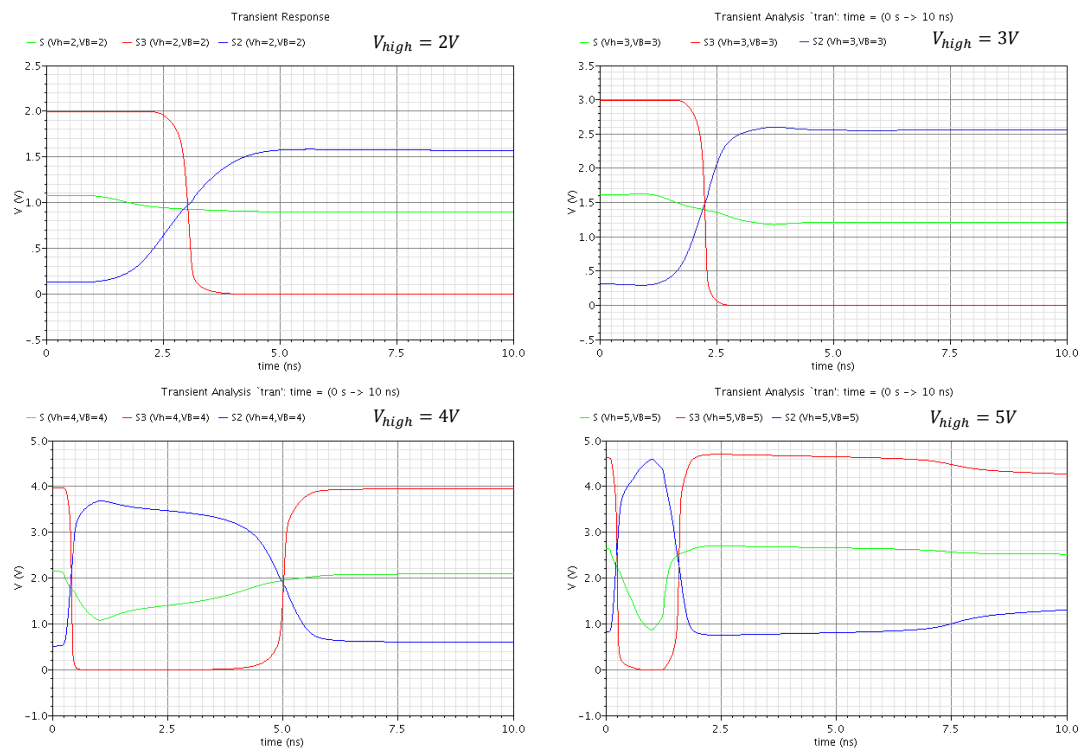 Transient Response
S (Vh=2,VB=2) S3 (Vh=2,VB=2) S2 (Vh=2,VB=2) V_high = 2V
2.5
2.0
1.5
1.0
.5
0
-.5
V (V)
0 2.5 5.0 7.5 10.0
time (ns)
Transient Analysis `tran': time = (0 s -> 10 ns)
S (Vh=3,VB=3) S3 (Vh=3,VB=3) S2 (Vh=3,VB=3) V_high = 3V
3.5
3.0
2.5
2.0
1.5
1.0
.5
0
-.5
V (V)
0 2.5 5.0 7.5 10.0
time (ns)
Transient Analysis `tran': time = (0 s -> 10 ns)
S (Vh=4,VB=4) S3 (Vh=4,VB=4) S2 (Vh=4,VB=4) V_high = 4V
5.0
4.0
3.0
2.0
1.0
0
-1.0
V (V)
0 2.5 5.0 7.5 10.0
time (ns)
Transient Analysis `tran': time = (0 s -> 10 ns)
S (Vh=5,VB=5) S3 (Vh=5,VB=5) S2 (Vh=5,VB=5) V_high = 5V
5.0
4.0
3.0
2.0
1.0
0
-1.0
V (V)
0 2.5 5.0 7.5 10.0
time (ns)